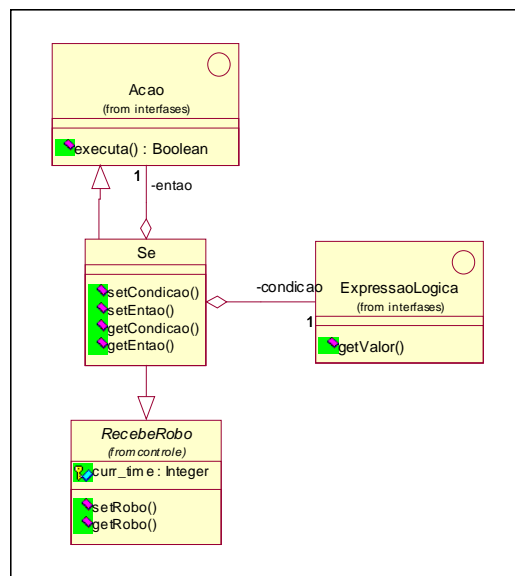 Acao
(from interfases)
executa() : Boolean
1
-entao
Se
setCondicao()
setEntao()
getCondicao()
getEntao()
-condicao
1
ExpressaoLogica
(from interfases)
getValor()
RecebeRobo
(from controle)
curr_time : Integer
setRobo()
getRobo()